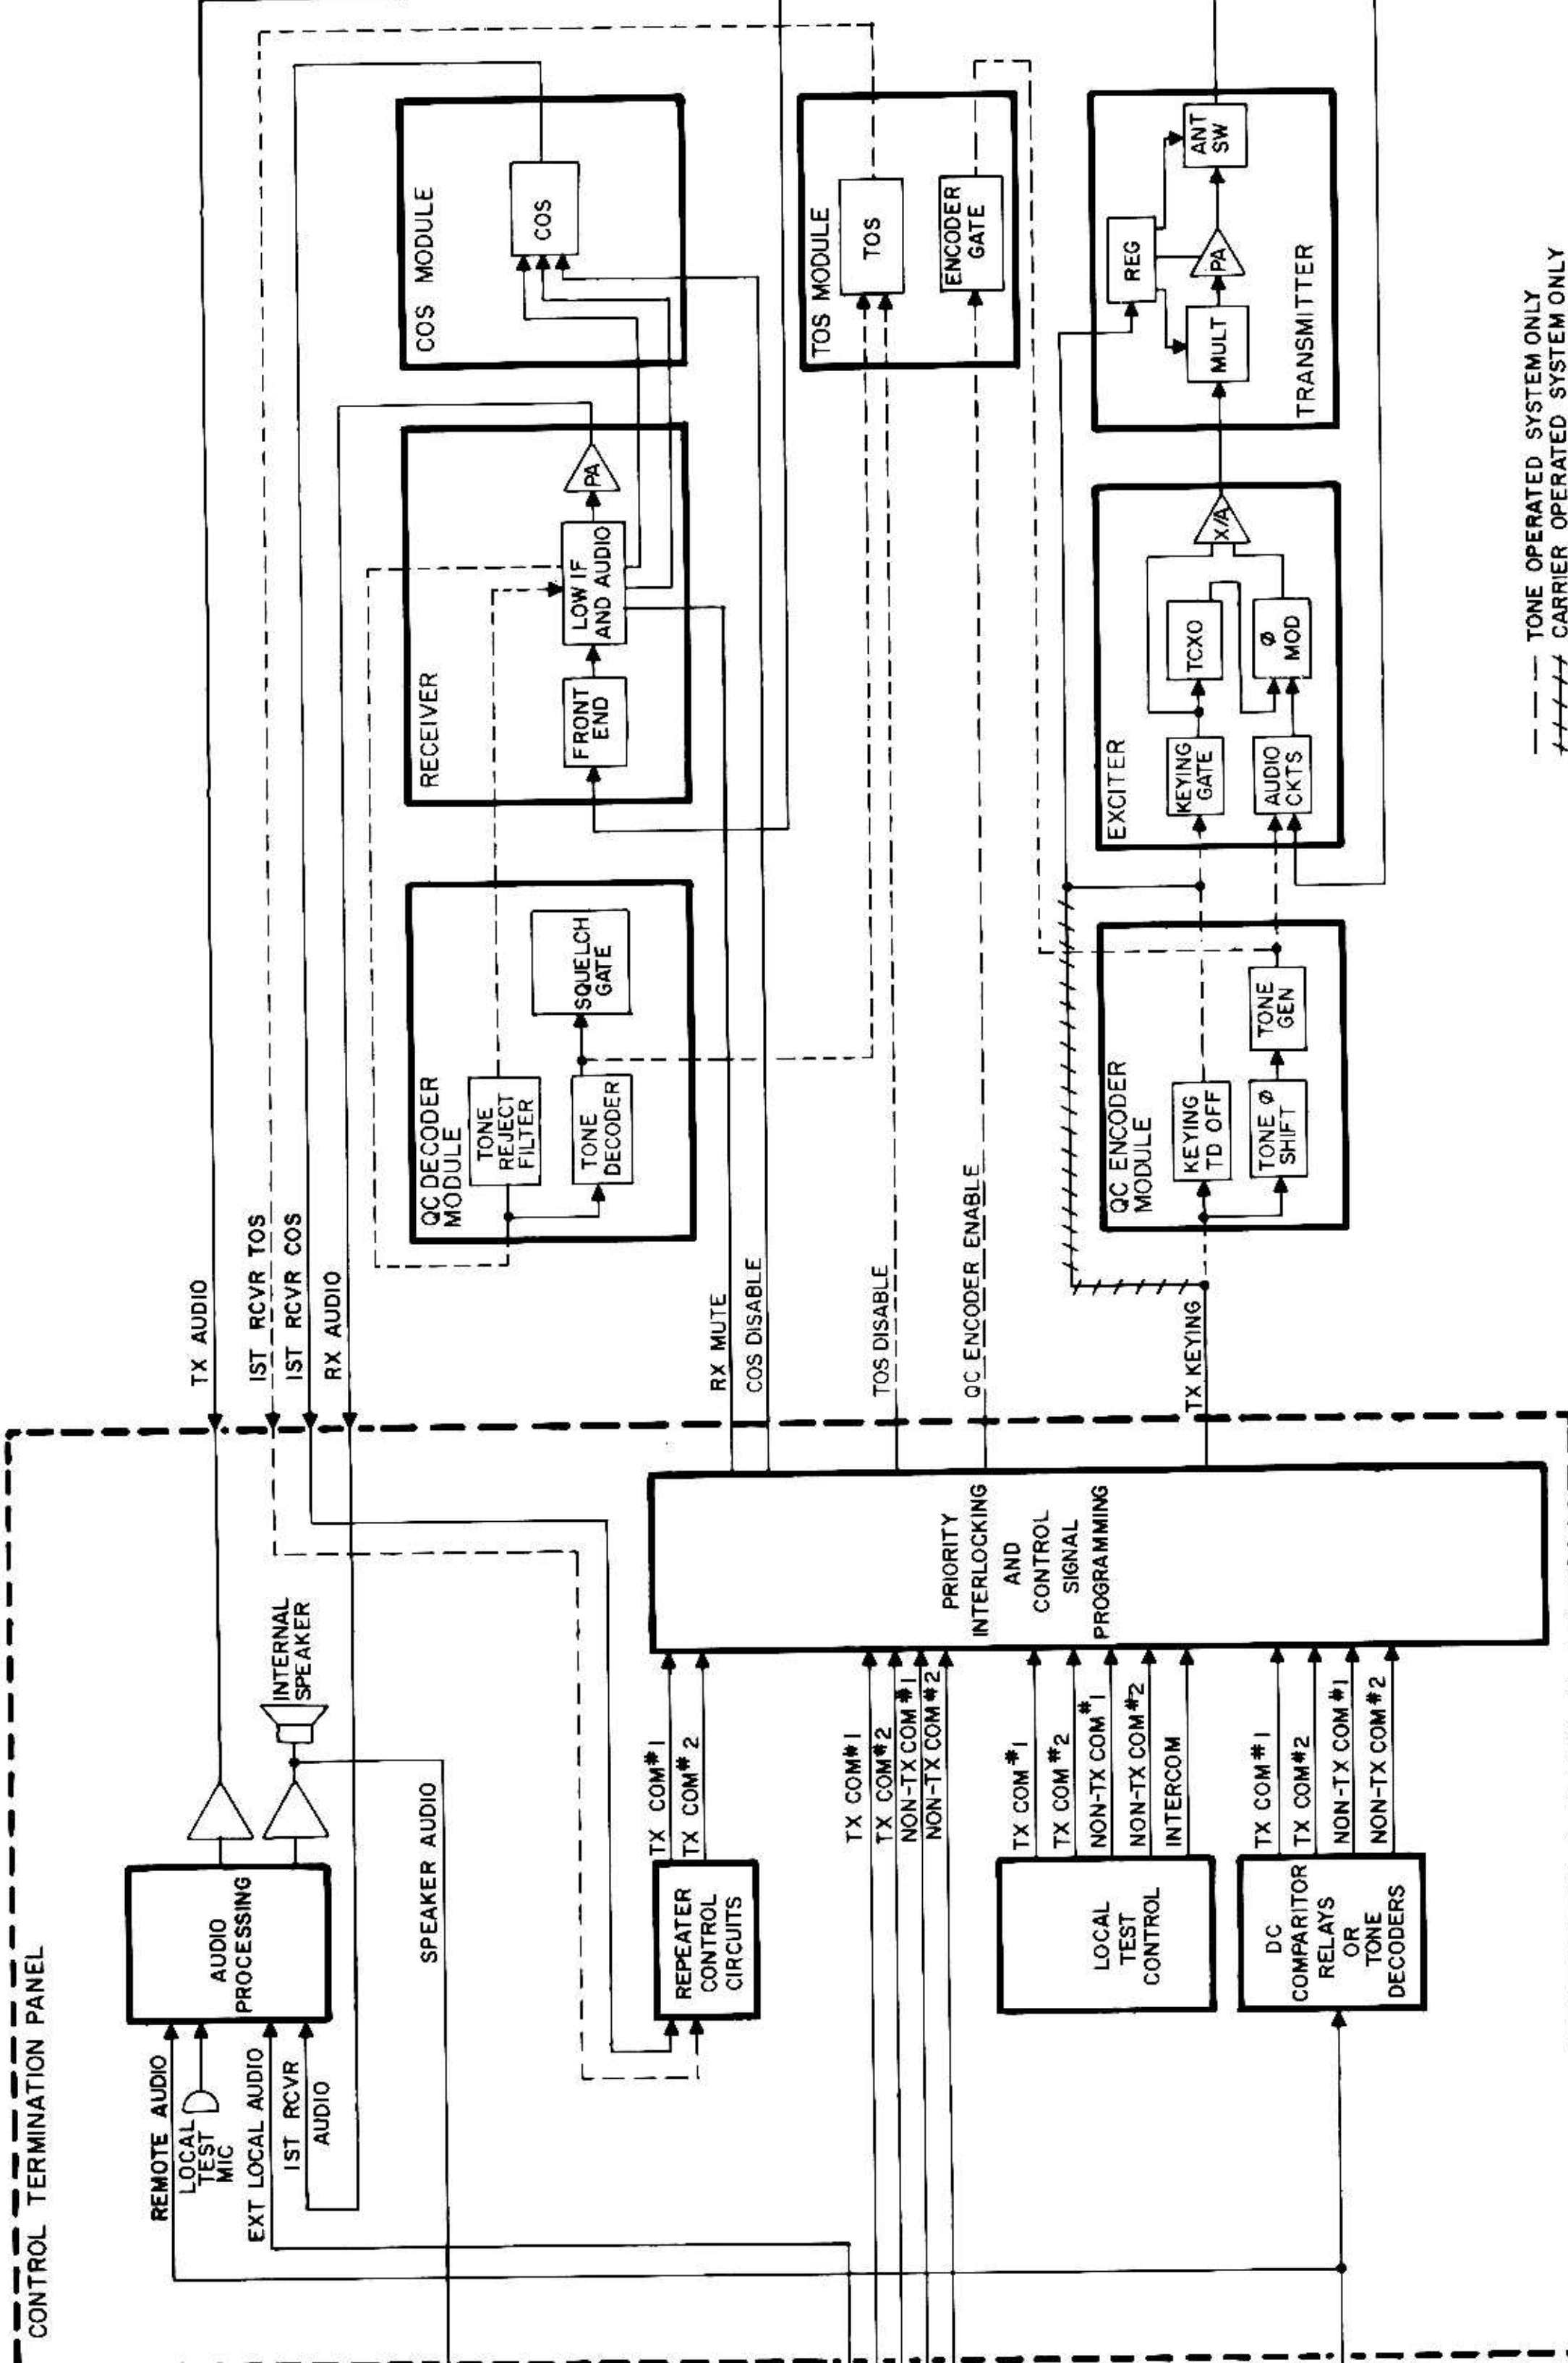 CONTROL TERMINATION PANEL
REMOTE AUDIO
LOCAL
TEST
MIC
EXT LOCAL AUDIO
IST RCVR
AUDIO
AUDIO
PROCESSING
INTERNAL
SPEAKER
SPEAKER AUDIO
TX AUDIO
IST RCVR TOS
IST RCVR COS
RX AUDIO
REPEATER
CONTROL
CIRCUITS
TX COM#1
TX COM#2
TX COM#1
TX COM#2
NON-TX COM#1
NON-TX COM#2
LOCAL
TEST
CONTROL
TX COM#1
TX COM#2
NON-TX COM#1
NON-TX COM#2
INTERCOM
DC
COMPARITOR
RELAYS
OR
TONE
DECODERS
TX COM#1
TX COM#2
NON-TX COM#1
NON-TX COM#2
PRIORITY
INTERLOCKING
AND
CONTROL
SIGNAL
PROGRAMMING
RX MUTE
COS DISABLE
TOS DISABLE
QC ENCODER ENABLE
TX KEYING
QC DECODER
MODULE
TONE
REJECT
FILTER
TONE
DECODER
SQUELCH
GATE
RECEIVER
FRONT
END
LOW IF
AND AUDIO
PA
COS MODULE
COS
TOS MODULE
TOS
ENCODER
GATE
QC ENCODER
MODULE
KEYING
TD OFF
TONE Ø
SHIFT
TONE
GEN
EXCITER
KEYING
GATE
AUDIO
CKTS
TCXO
Ø
MOD
X/A
TRANSMITTER
MULT
REG
PA
ANT
SW
TONE OPERATED SYSTEM ONLY
CARRIER OPERATED SYSTEM ONLY